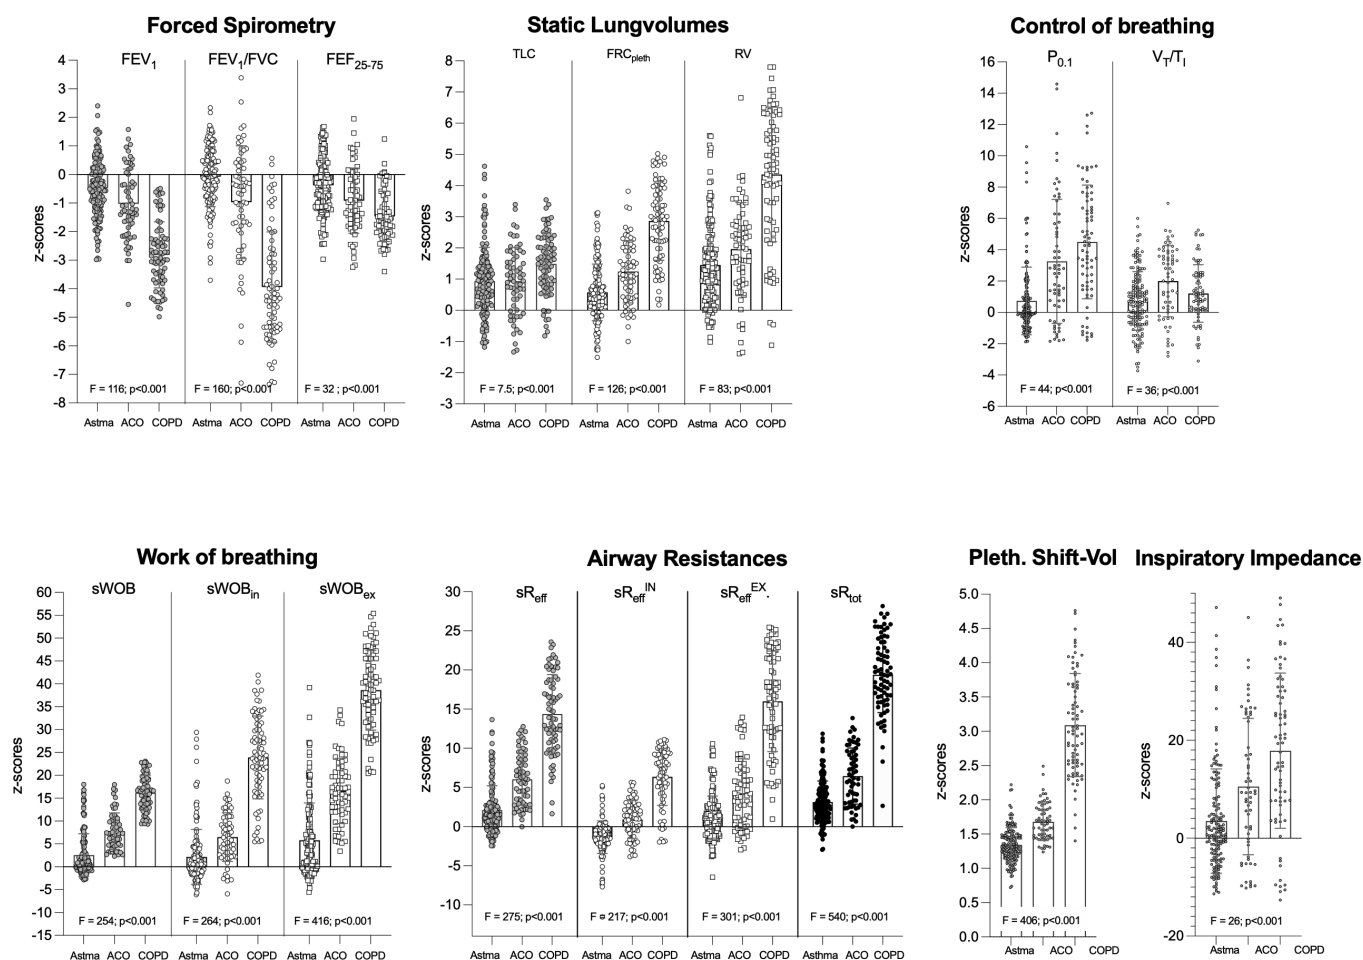 Forced Spirometry
FEV1 FEV1/FVC FEF25-75
z-scores
4
3
2
1
0
-1
-2
-3
-4
-5
-6
-7
-8
F = 116; p<0.001 F = 160; p<0.001 F = 32 ; p<0.001
Astma ACO COPD Astma ACO COPD Astma ACO COPD
Static Lungvolumes
TLC FRCpleth RV
z-scores
8
7
6
5
4
3
2
1
0
-1
-2
-3
F = 7.5; p<0.001 F = 126; p<0.001 F = 83; p<0.001
Astma ACO COPD Astma ACO COPD Astma ACO COPD
Control of breathing
P0.1 VT/TI
z-scores
16
14
12
10
8
6
4
2
0
-2
-4
-6
F = 44; p<0.001 F = 36; p<0.001
Astma ACO COPD Astma ACO COPD
Work of breathing
sWOB sWOBin sWOBex
z-scores
60
55
50
45
40
35
30
25
20
15
10
5
0
-5
-10
-15
F = 254; p<0.001 F = 264; p<0.001 F = 416; p<0.001
Astma ACO COPD Astma ACO COPD Astma ACO COPD
Airway Resistances
sReff sReffIN sReffEX. sRtot
z-scores
30
25
20
15
10
5
0
-5
-10
F = 275; p<0.001 F = 217; p<0.001 F = 301; p<0.001 F = 540; p<0.001
Astma ACO COPD Astma ACO COPD Astma ACO COPD Asthma ACO COPD
Pleth. Shift-Vol
z-scores
5.0
4.5
4.0
3.5
3.0
2.5
2.0
1.5
1.0
0.5
0.0
F = 406; p<0.001
Astma ACO COPD
Inspiratory Impedance
z-scores
40
20
0
-20
F = 26; p<0.001
Astma ACO COPD